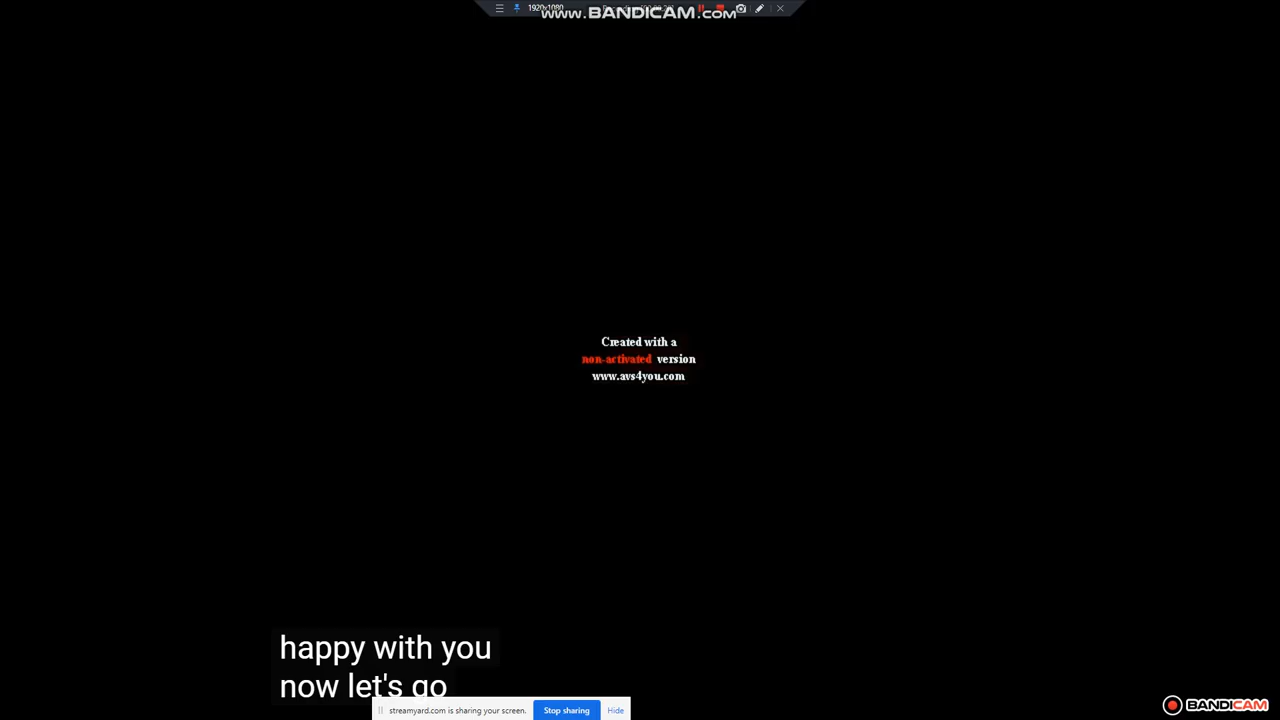 1920x1080
www.BANDICAM.COM
Created with a
non-activated version
www.avs4you.com
happy with you
now let's go
streamyard.com is sharing your screen.
Stop sharing
Hide
BANDICAM